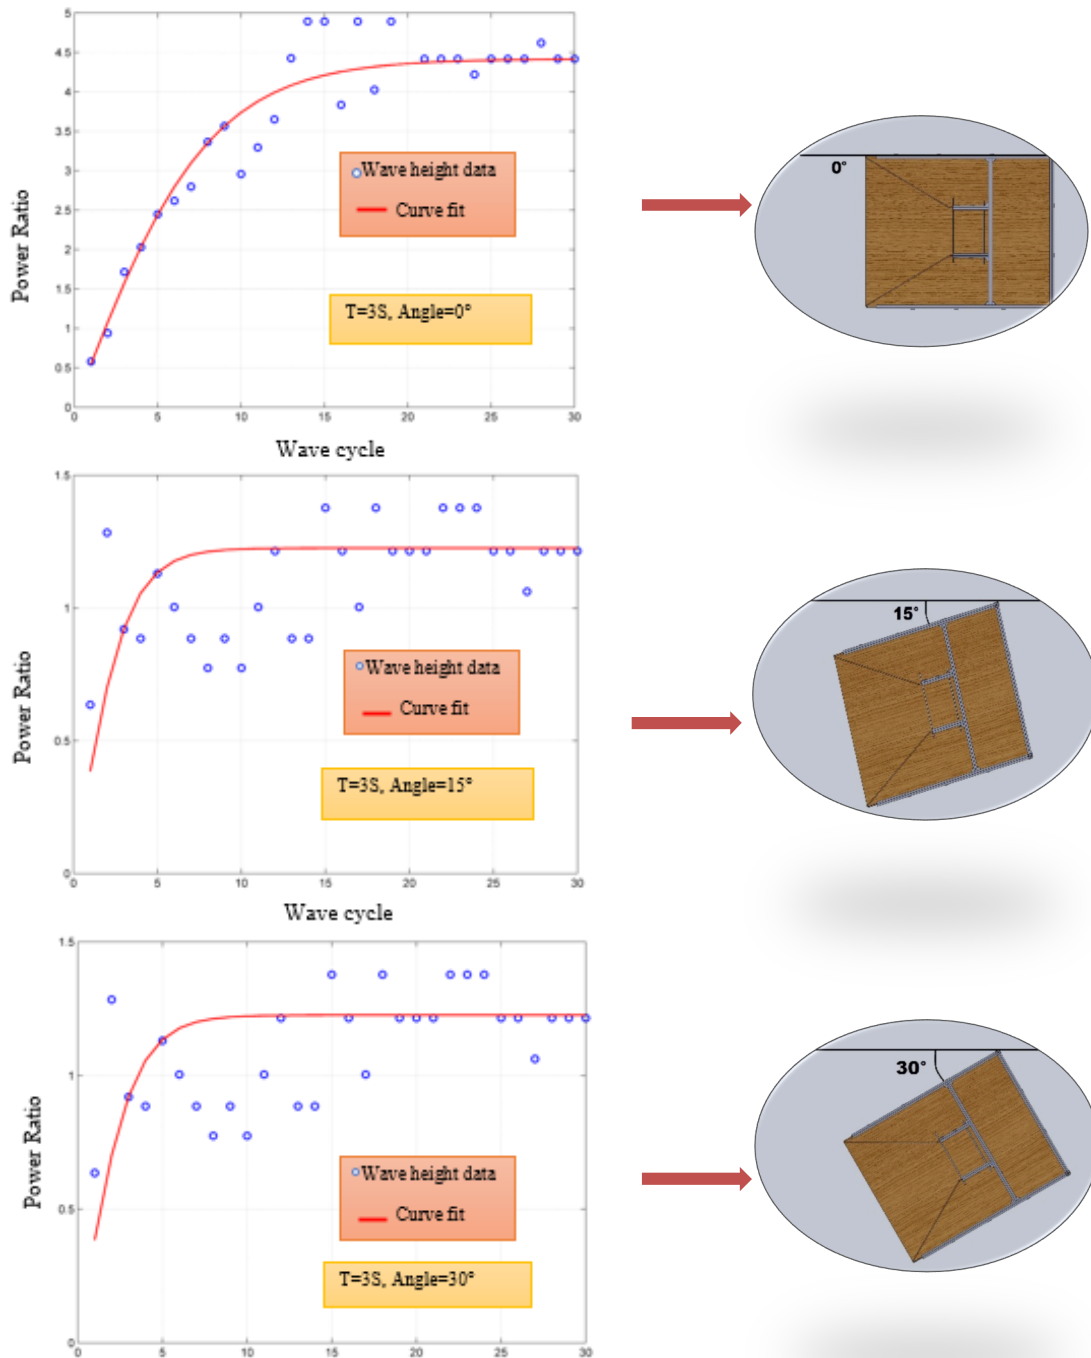 5
4.5
4
3.5
3
2.5
2
1.5
1
0.5
0
0 5 10 15 20 25 30
Power Ratio
Wave height data
Curve fit
T=3S, Angle=0°
Wave cycle
0°
1.5
1
0.5
0
0 5 10 15 20 25 30
Power Ratio
Wave height data
Curve fit
T=3S, Angle=15°
Wave cycle
15°
1.5
1
0.5
0
0 5 10 15 20 25 30
Power Ratio
Wave height data
Curve fit
T=3S, Angle=30°
30°